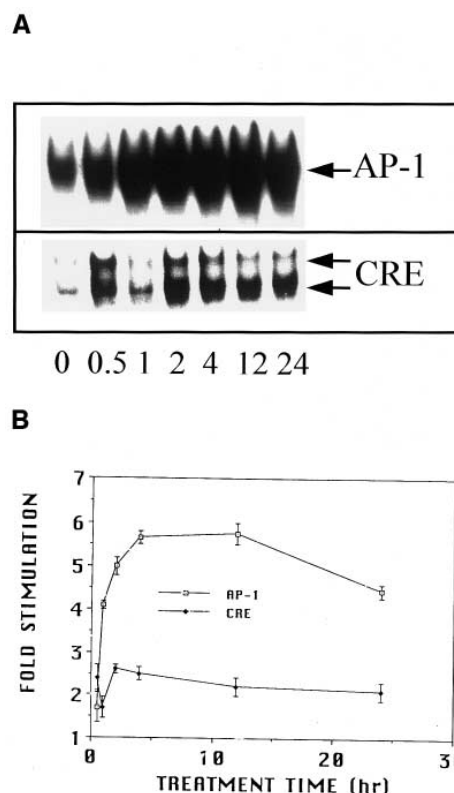 A
AP-1
CRE
0 0.5 1 2 4 12 24
B
FOLD STIMULATION
7
6
5
4
3
2
1
AP-1
CRE
0 10 20 3
TREATMENT TIME (hr)